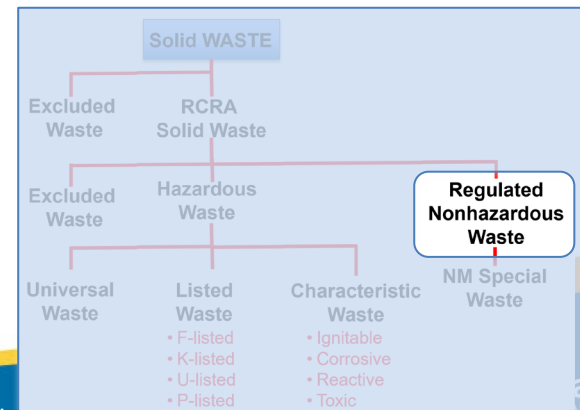 Solid WASTE
Excluded
Waste
RCRA
Solid Waste
Excluded
Waste
Hazardous
Waste
Regulated
Nonhazardous
Waste
Universal
Waste
Listed
Waste
• F-listed
• K-listed
• U-listed
• P-listed
Characteristic
Waste
• Ignitable
• Corrosive
• Reactive
• Toxic
NM Special
Waste